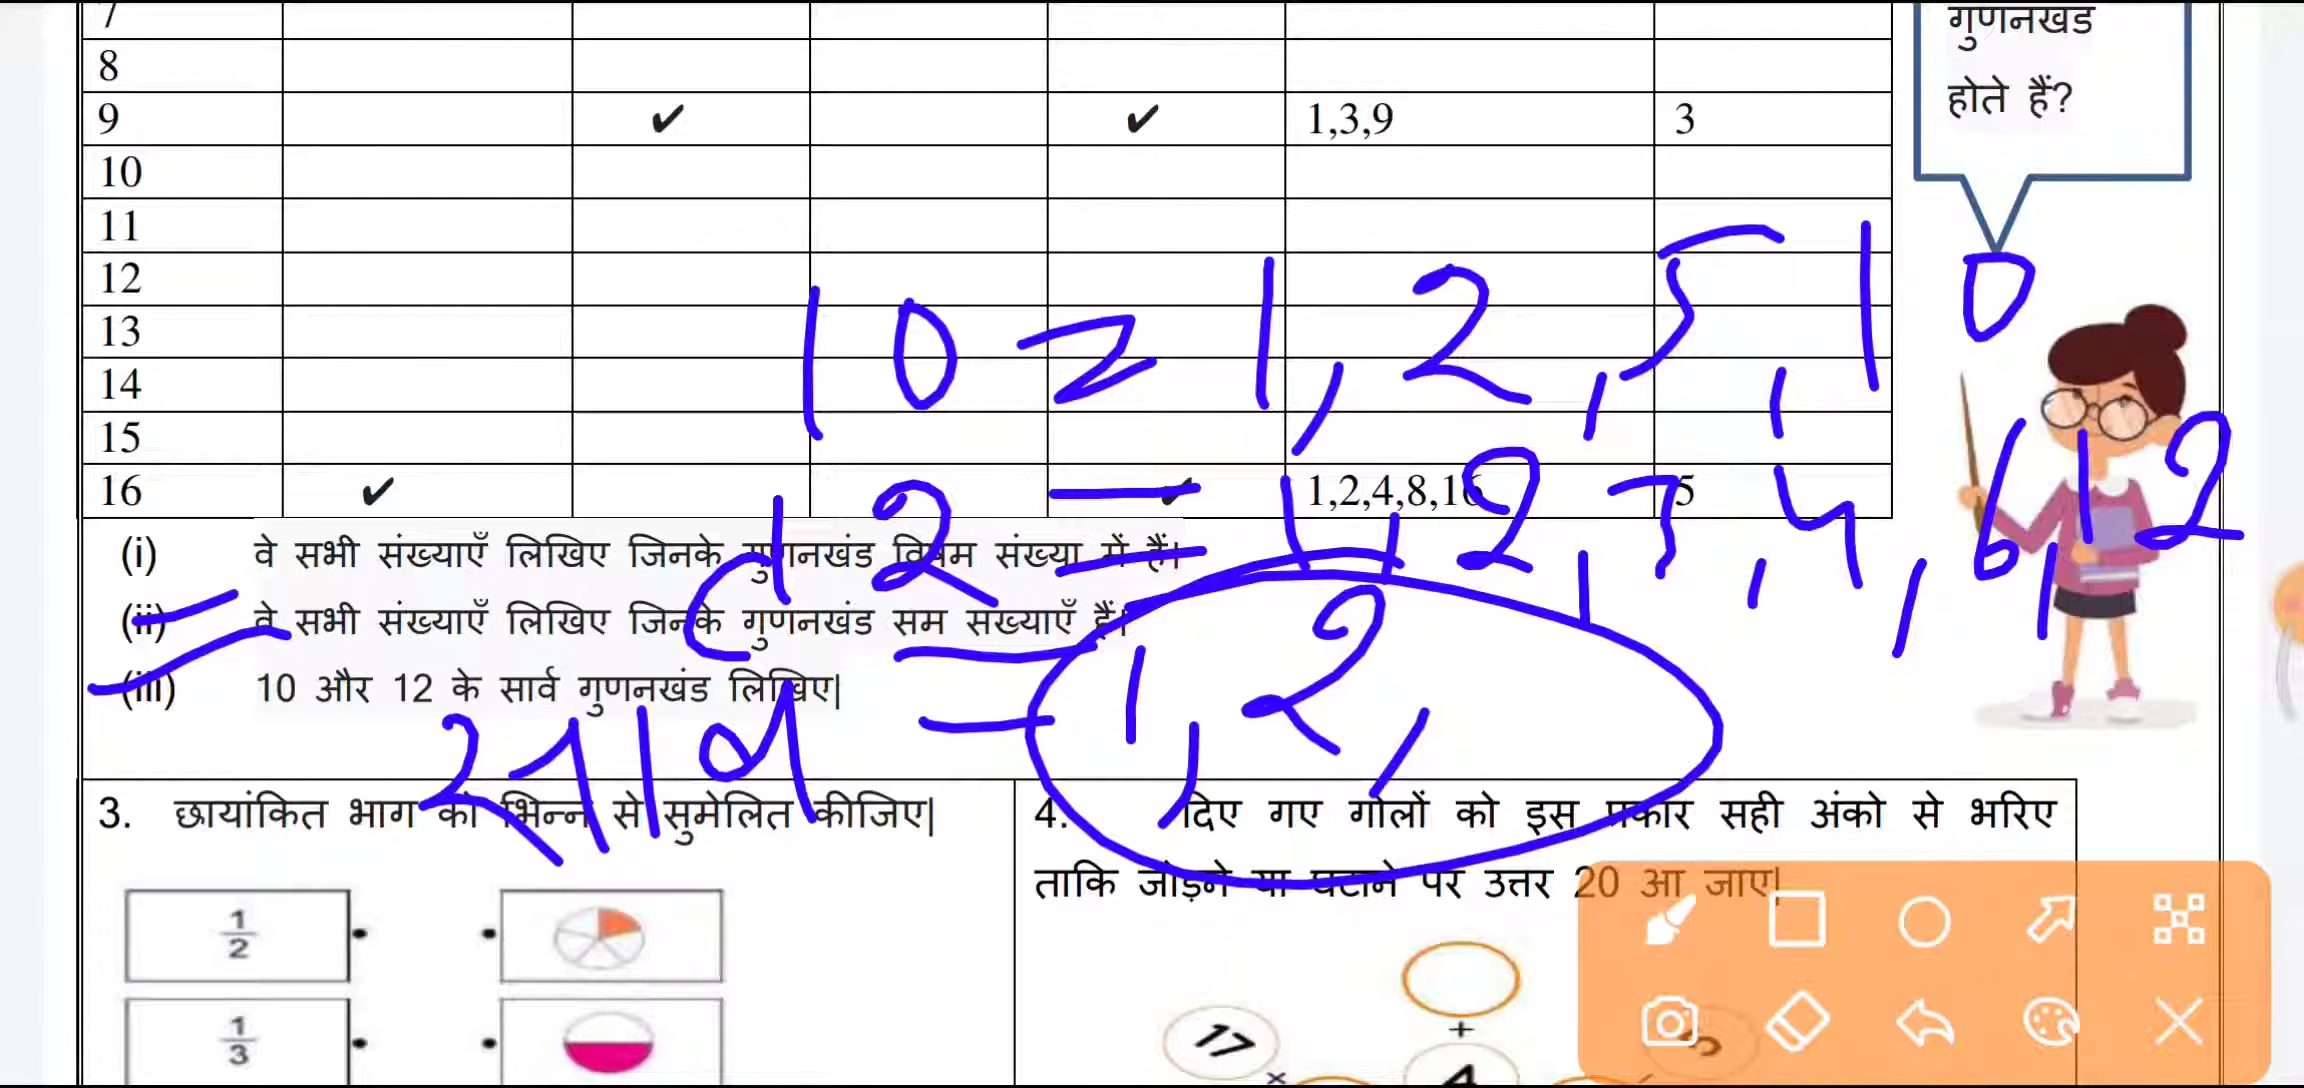 7
गुणनखंड
8
होते हैं?
9 ✔ ✔ 1,3,9 3
10
11
12
13
14
15
16 ✔ ✔ 1,2,4,8,16 5
10 = 1, 2, 5, 10
12 = 1, 2, 3, 4, 6, 12
(i) वे सभी संख्याएँ लिखिए जिनके गुणनखंड विषम संख्या में हैं।
(ii) वे सभी संख्याएँ लिखिए जिनके गुणनखंड सम संख्याएँ हैं।
(iii) 10 और 12 के सार्व गुणनखंड लिखिए|
सार्व = 1, 2,
3. छायांकित भाग को भिन्न से सुमेलित कीजिए|
1/2
1/3
4. दिए गए गोलों को इस प्रकार सही अंको से भरिए
ताकि जोड़ने या घटाने पर उत्तर 20 आ जाए|
17 + 4
×